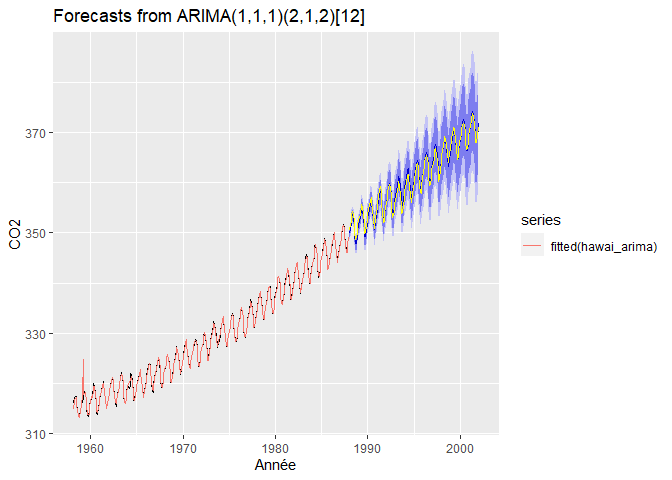 Forecasts from ARIMA(1,1,1)(2,1,2)[12]
CO2
370
350
330
310
1960
1970
1980
1990
2000
Année
series
fitted(hawai_arima)